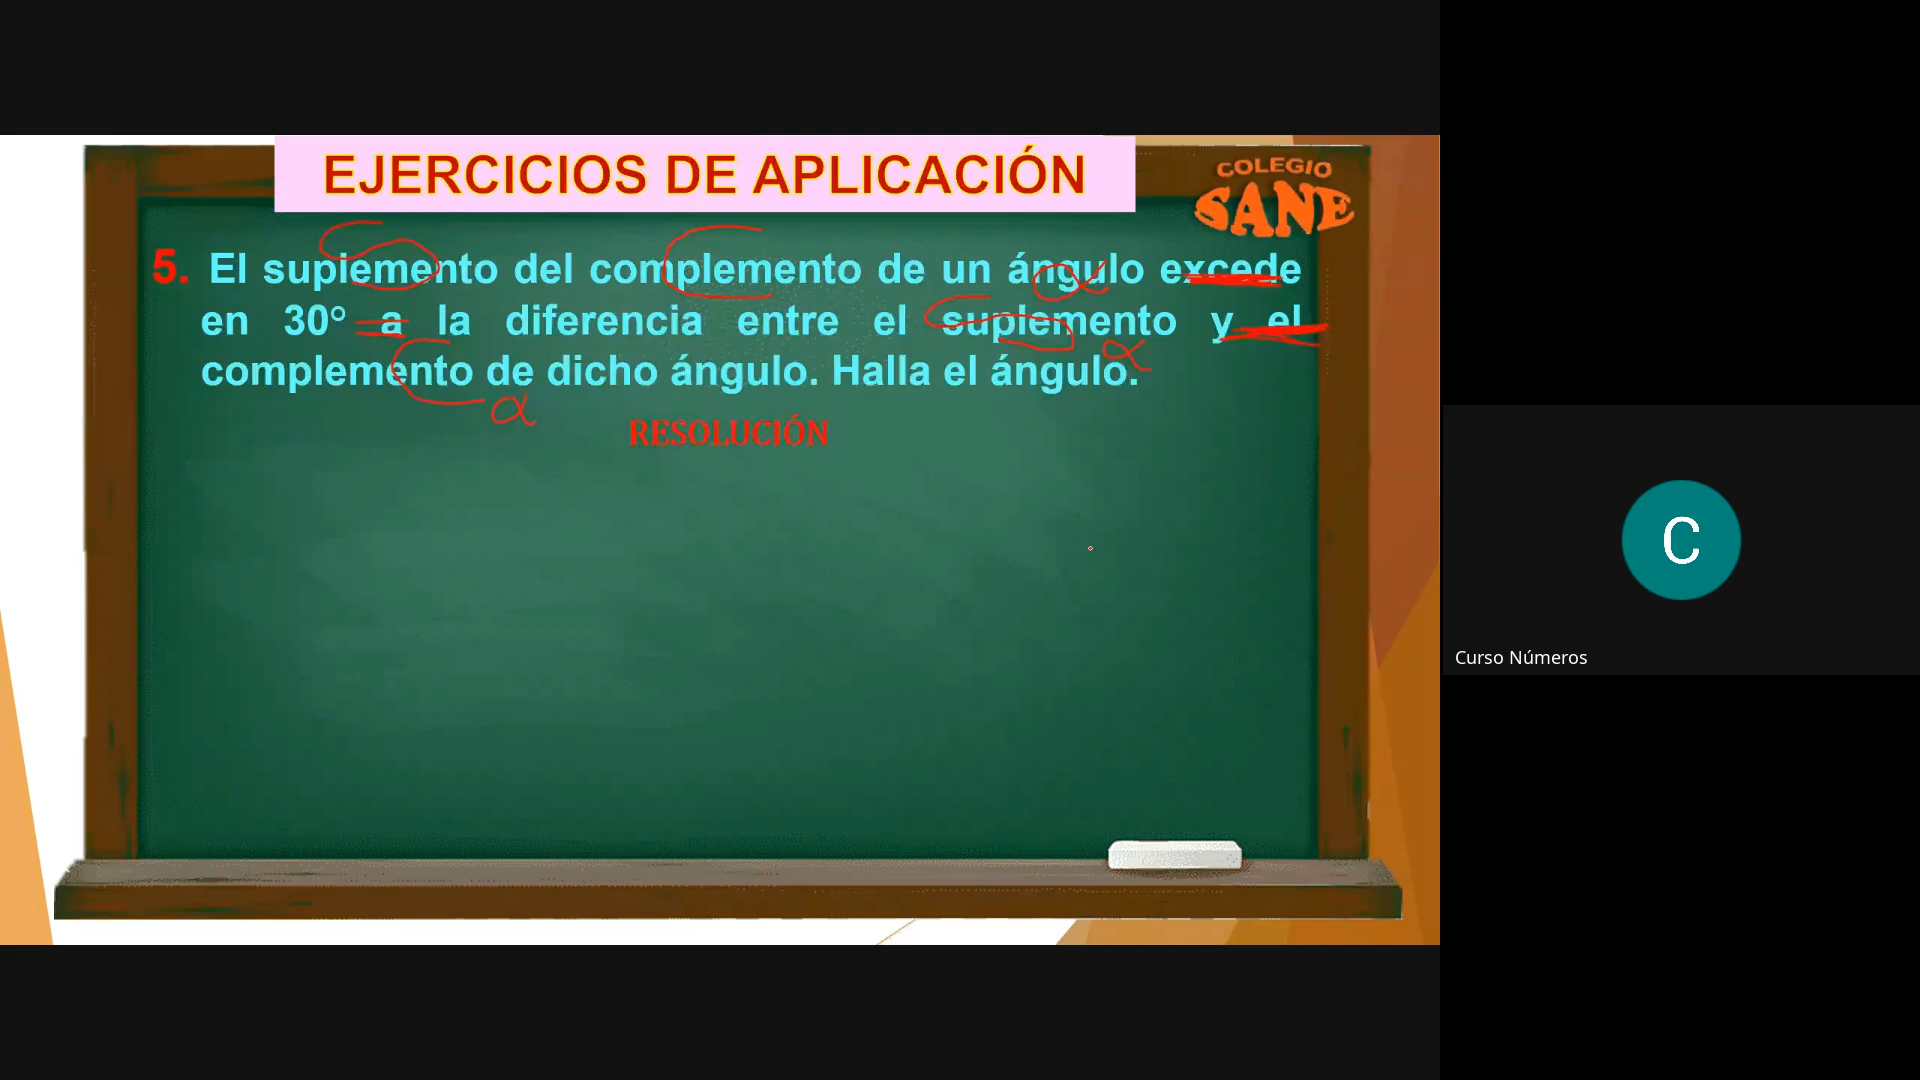 EJERCICIOS DE APLICACIÓN
COLEGIO
SANE
S C α
5. El suplemento del complemento de un ángulo excede
= S
en 30° a la diferencia entre el suplemento y el
C α α
complemento de dicho ángulo. Halla el ángulo.
RESOLUCIÓN
C
Curso Números